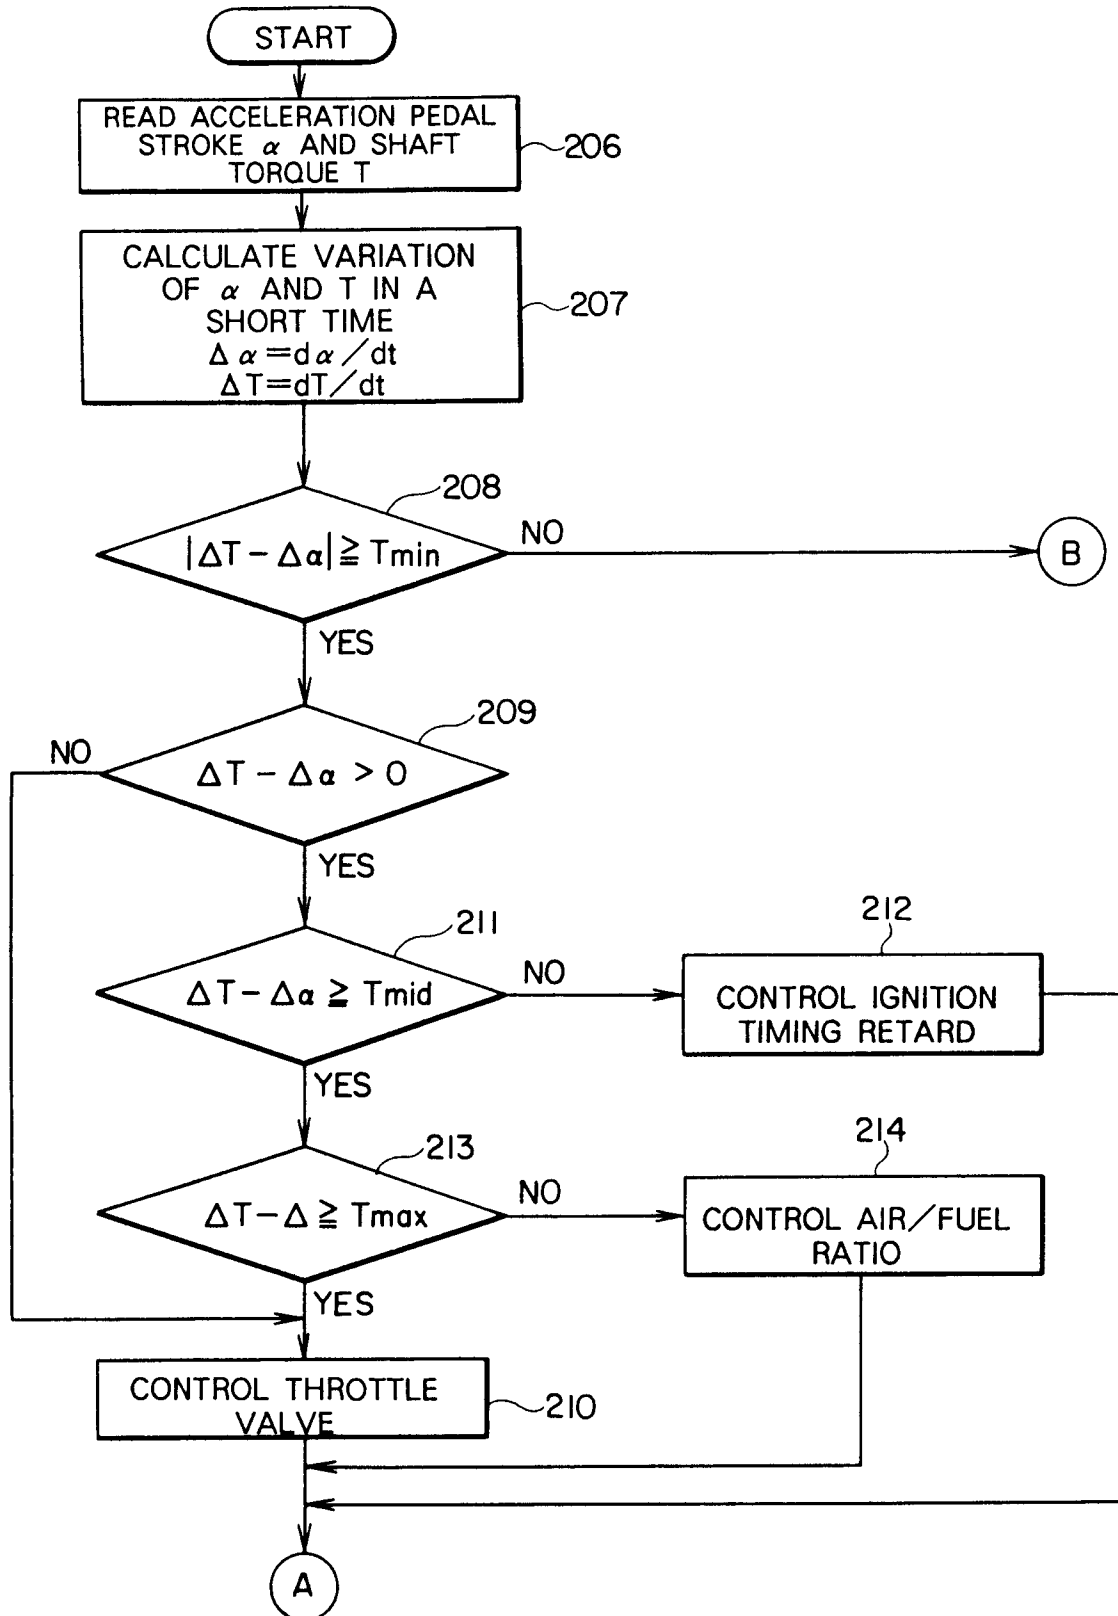 START
READ ACCELERATION PEDAL
STROKE α AND SHAFT
TORQUE T
206
CALCULATE VARIATION
OF α AND T IN A
SHORT TIME
Δα=dα/dt
ΔT=dT/dt
207
208
|ΔT-Δα|≧Tmin
NO
B
YES
209
NO
ΔT-Δα > 0
YES
211
ΔT-Δα ≧ Tmid
NO
212
CONTROL IGNITION
TIMING RETARD
YES
213
ΔT-Δ ≧ Tmax
NO
214
CONTROL AIR/FUEL
RATIO
YES
CONTROL THROTTLE
VALVE
210
A